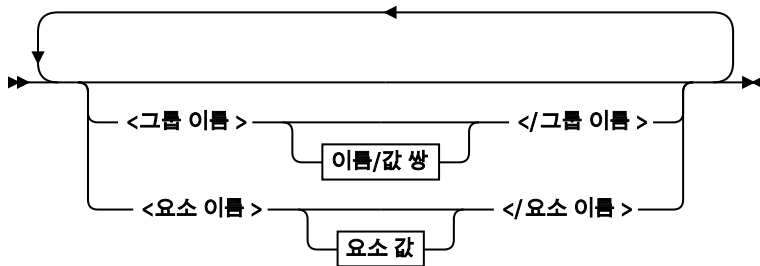 <그룹 이름 > </그룹 이름 >
이름/값 쌍
<요소 이름 > </요소 이름 >
요소 값